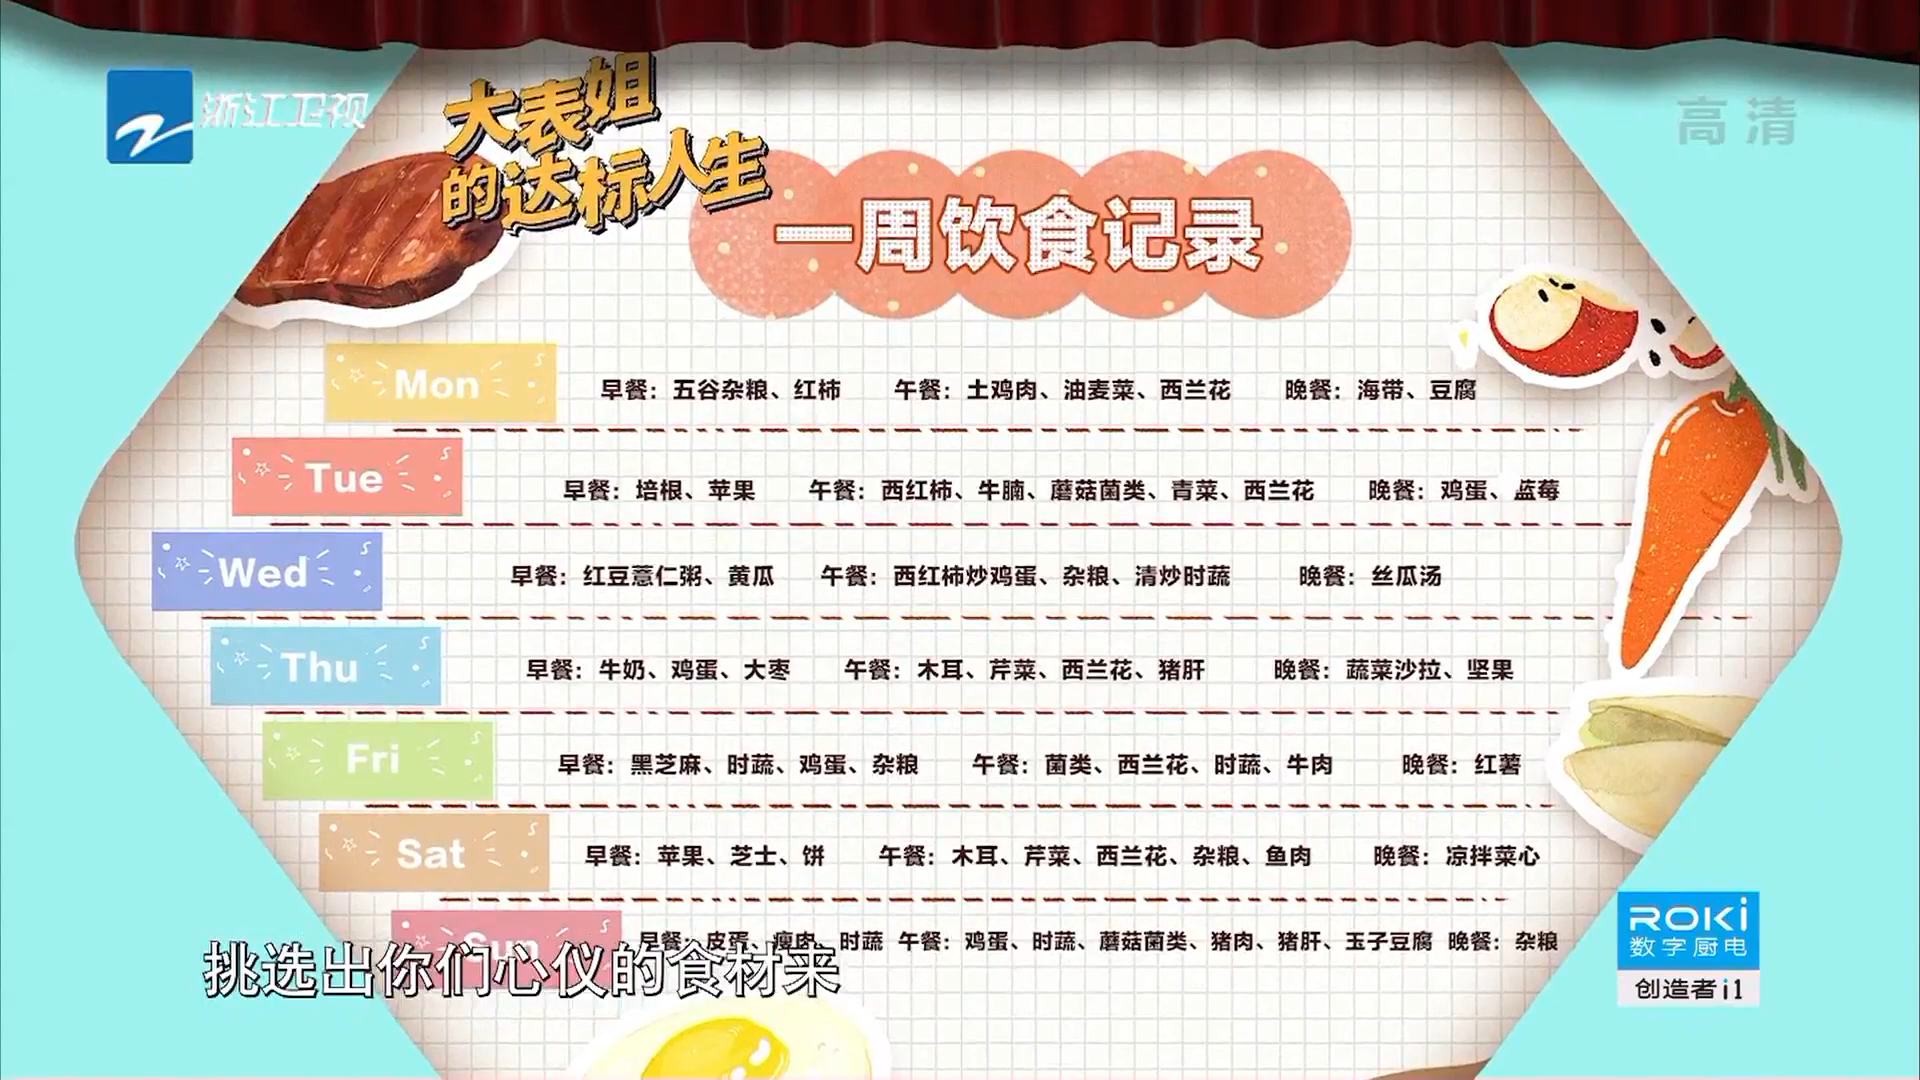 浙江卫视
高清
大表姐
的达标人生
一周饮食记录
Mon 早餐：五谷杂粮、红柿 午餐：土鸡肉、油麦菜、西兰花 晚餐：海带、豆腐
Tue 早餐：培根、苹果 午餐：西红柿、牛腩、蘑菇菌类、青菜、西兰花 晚餐：鸡蛋、蓝莓
Wed 早餐：红豆薏仁粥、黄瓜 午餐：西红柿炒鸡蛋、杂粮、清炒时蔬 晚餐：丝瓜汤
Thu 早餐：牛奶、鸡蛋、大枣 午餐：木耳、芹菜、西兰花、猪肝 晚餐：蔬菜沙拉、坚果
Fri 早餐：黑芝麻、时蔬、鸡蛋、杂粮 午餐：菌类、西兰花、时蔬、牛肉 晚餐：红薯
Sat 早餐：苹果、芝士、饼 午餐：木耳、芹菜、西兰花、杂粮、鱼肉 晚餐：凉拌菜心
Sun 早餐：皮蛋、瘦肉、时蔬 午餐：鸡蛋、时蔬、蘑菇菌类、猪肉、猪肝、玉子豆腐 晚餐：杂粮
挑选出你们心仪的食材来
ROKI
数字厨电
创造者i1